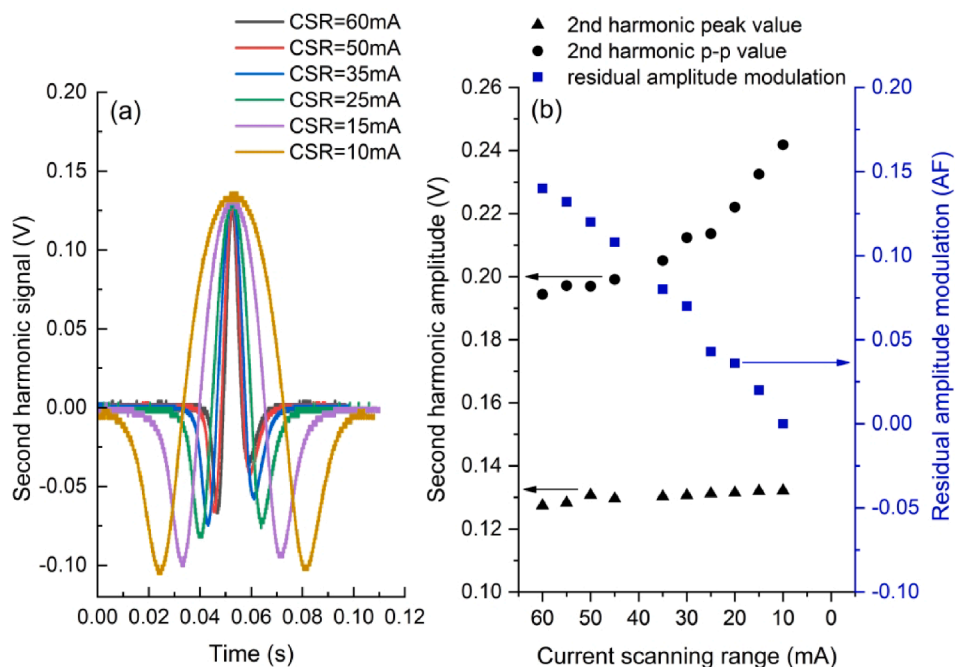 CSR=60mA
CSR=50mA
CSR=35mA
CSR=25mA
CSR=15mA
CSR=10mA
(a)
0.20
0.15
0.10
0.05
0.00
-0.05
-0.10
Second harmonic signal (V)
0.00 0.02 0.04 0.06 0.08 0.10 0.12
Time (s)
2nd harmonic peak value
2nd harmonic p-p value
residual amplitude modulation
(b)
0.26
0.24
0.22
0.20
0.18
0.16
0.14
0.12
0.10
Second harmonic amplitude (V)
0.20
0.15
0.10
0.05
0.00
-0.05
-0.10
Residual amplitude modulation (AF)
60 50 40 30 20 10 0
Current scanning range (mA)